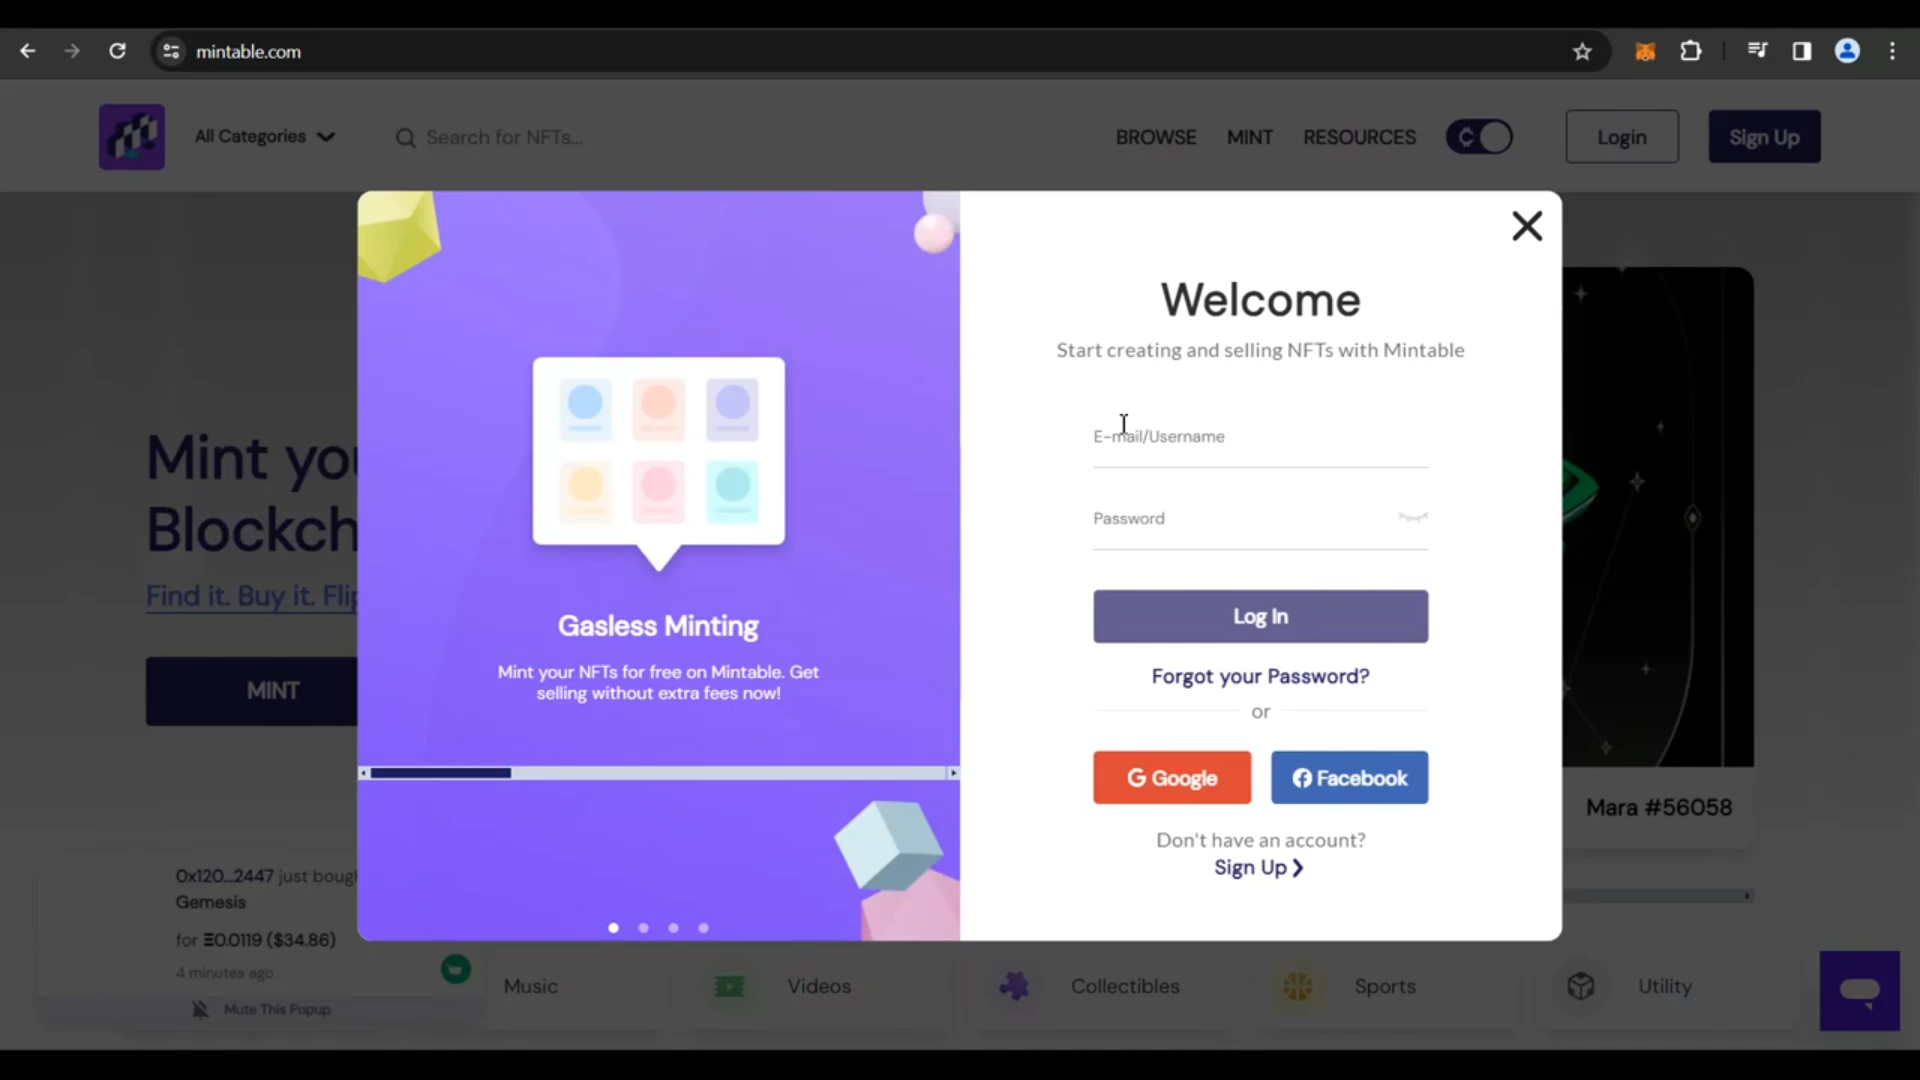 mintable.com
All Categories
Search for NFTs...
BROWSE MINT RESOURCES
Login
Sign Up
Mint you
Blockch
Find it. Buy it. Flip
MINT
Gasless Minting
Mint your NFTs for free on Mintable. Get
selling without extra fees now!
Welcome
Start creating and selling NFTs with Mintable
E-mail/Username
Password
Log In
Forgot your Password?
or
G Google
Facebook
Don't have an account?
Sign Up
Mara #56058
0x120...2447 just bough
Gemesis
for Ξ0.0119 ($34.86)
4 minutes ago
Mute This Popup
Music
Videos
Collectibles
Sports
Utility